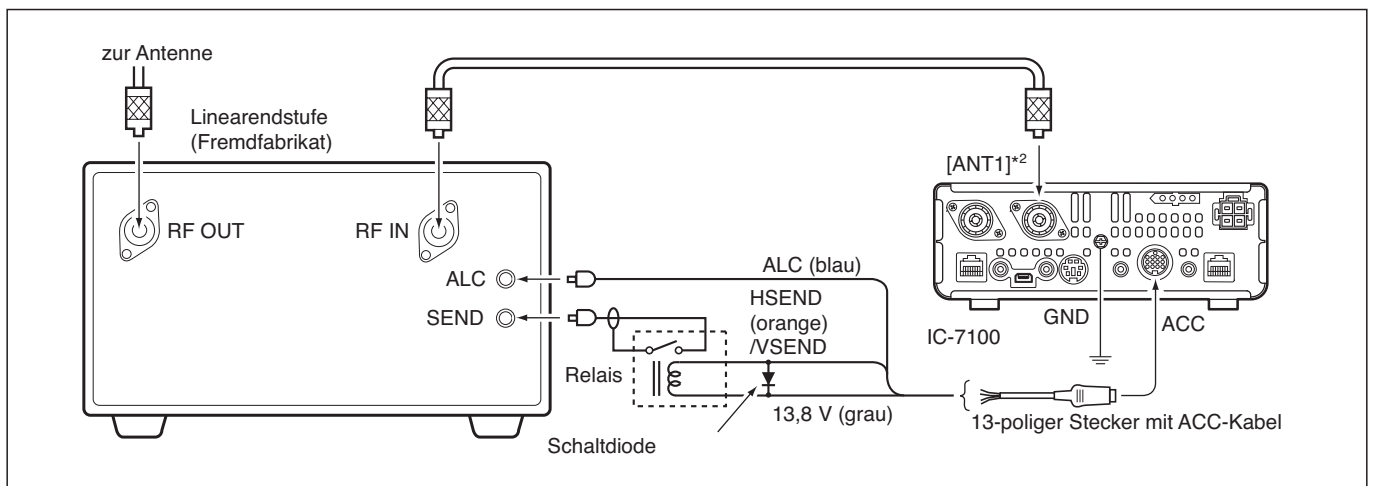 zur Antenne
Linearendstufe
(Fremdfabrikat)
[ANT1]*2
RF OUT
RF IN
ALC
ALC (blau)
SEND
HSEND
(orange)
/VSEND
GND
ACC
IC-7100
Relais
13,8 V (grau)
13-poliger Stecker mit ACC-Kabel
Schaltdiode